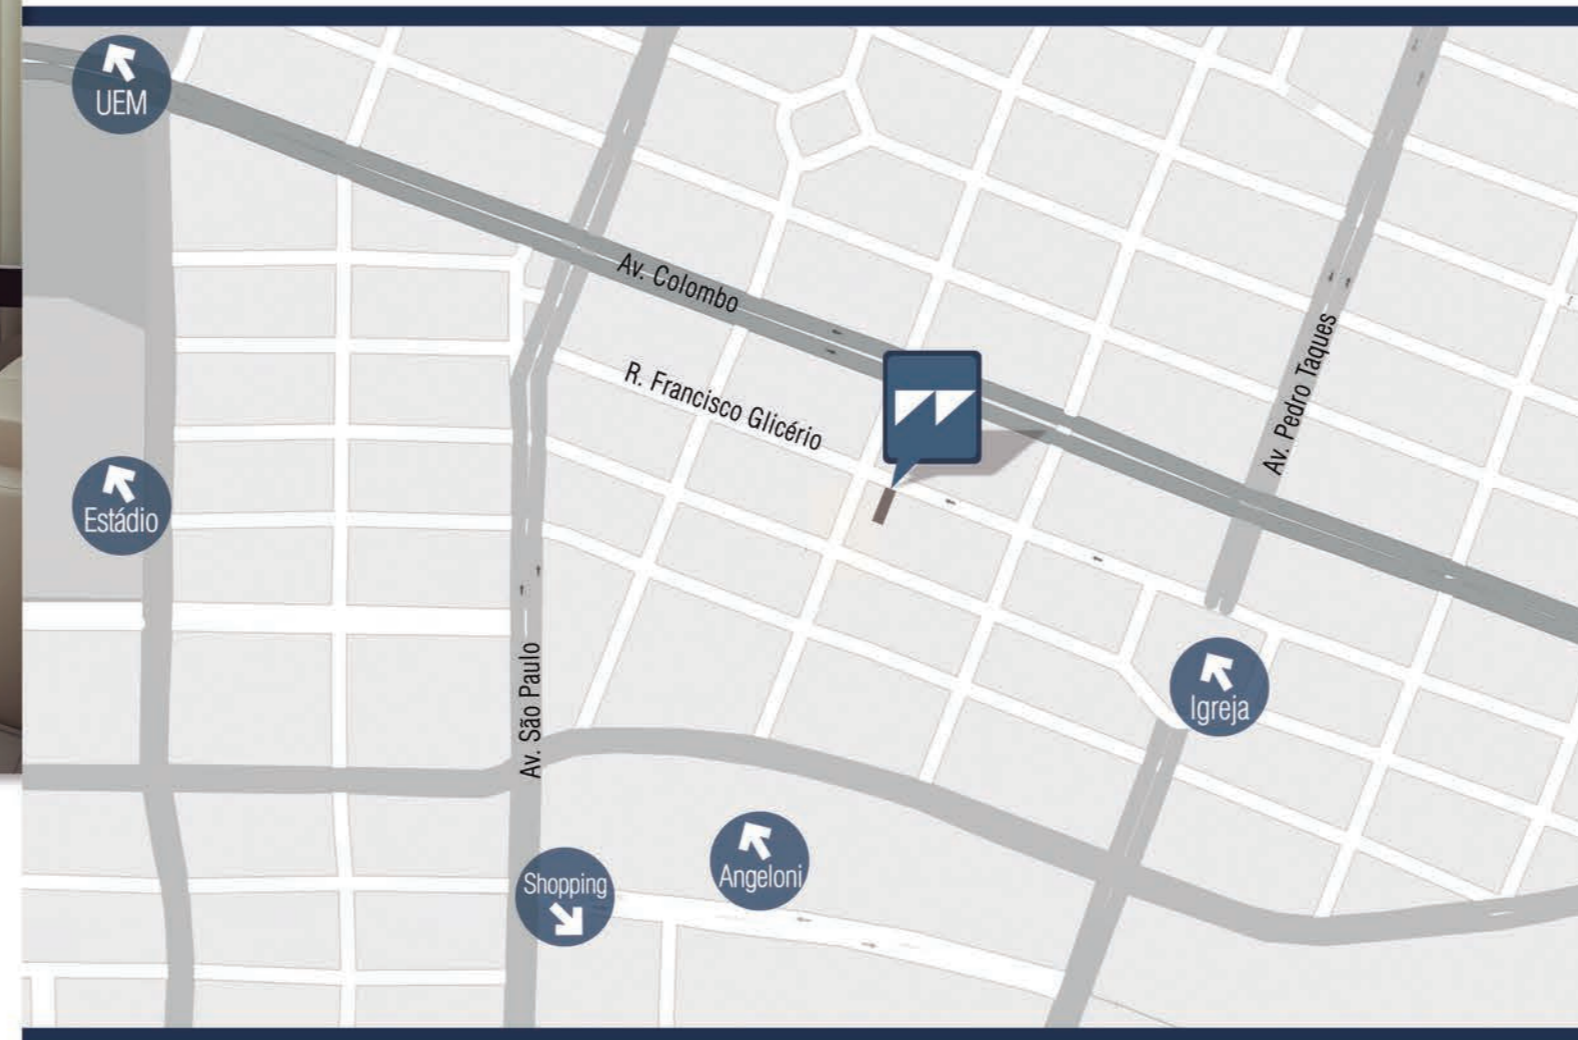 UEM
Av. Colombo
R. Francisco Glicério
Av. Pedro Taques
Estádio
Av. São Paulo
Igreja
Shopping
Angeloni